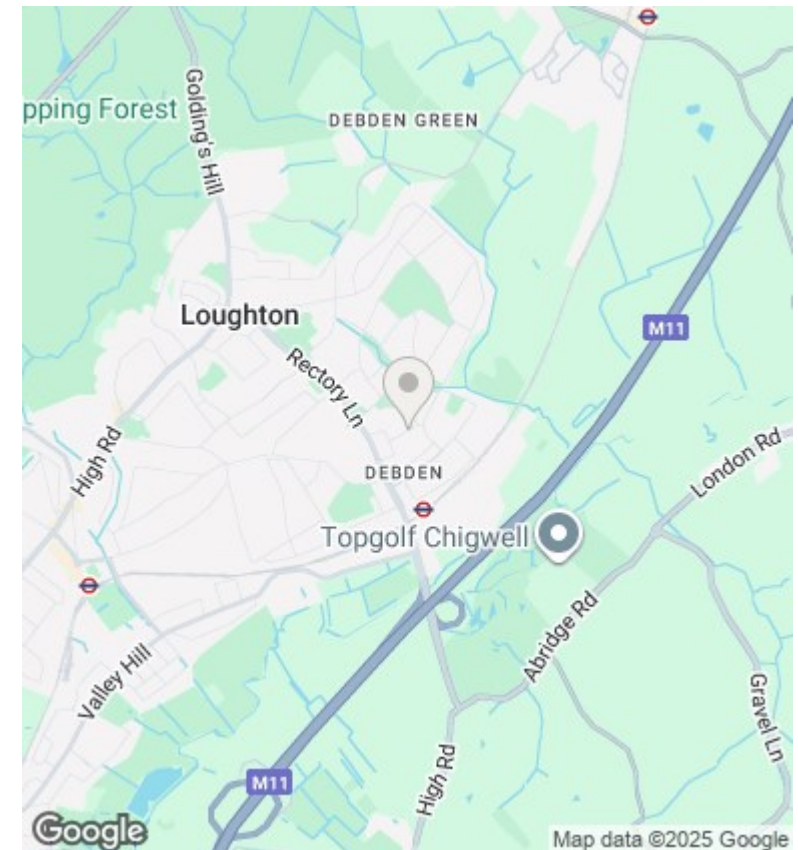 Golding's Hill
pping Forest
DEBDEN GREEN
Loughton
M11
Rectory Ln
High Rd
London Rd
DEBDEN
Topgolf Chigwell
Abridge Rd
Valley Hill
Gravel Ln
High Rd
M11
Google
Map data ©2025 Google